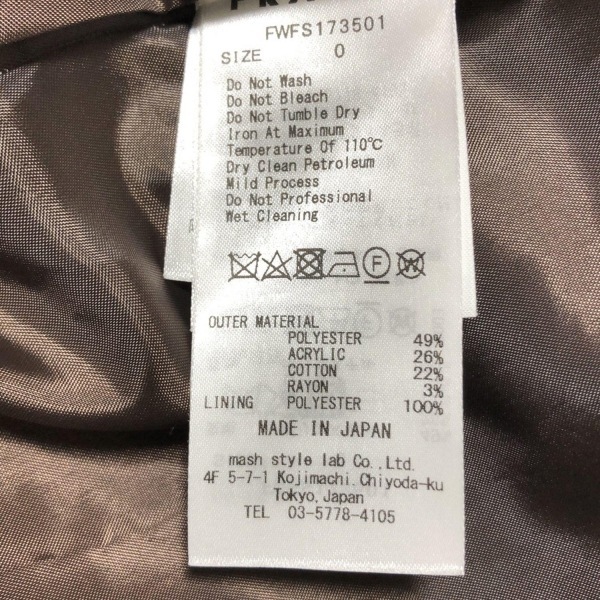 FWFS173501
SIZE 0
Do Not Wash
Do Not Bleach
Do Not Tumble Dry
Iron At Maximum
Temperature Of 110℃
Dry Clean Petroleum
Mild Process
Do Not Professional
Wet Cleaning
F W
OUTER MATERIAL
POLYESTER 49%
ACRYLIC 26%
COTTON 22%
RAYON 3%
LINING POLYESTER 100%
MADE IN JAPAN
mash style lab Co.,Ltd.
4F 5-7-1 Kojimachi,Chiyoda-ku
Tokyo,Japan
TEL 03-5778-4105